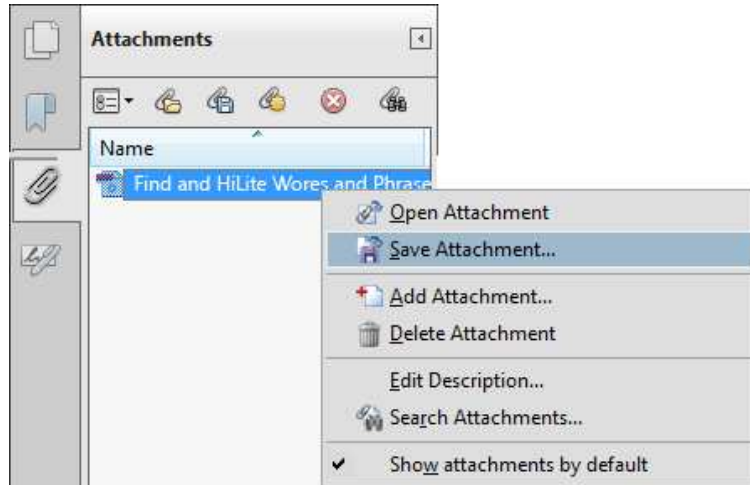 Attachments
Name
Find and HiLite Wores and Phrase
Open Attachment
Save Attachment...
Add Attachment...
Delete Attachment
Edit Description...
Search Attachments...
Show attachments by default